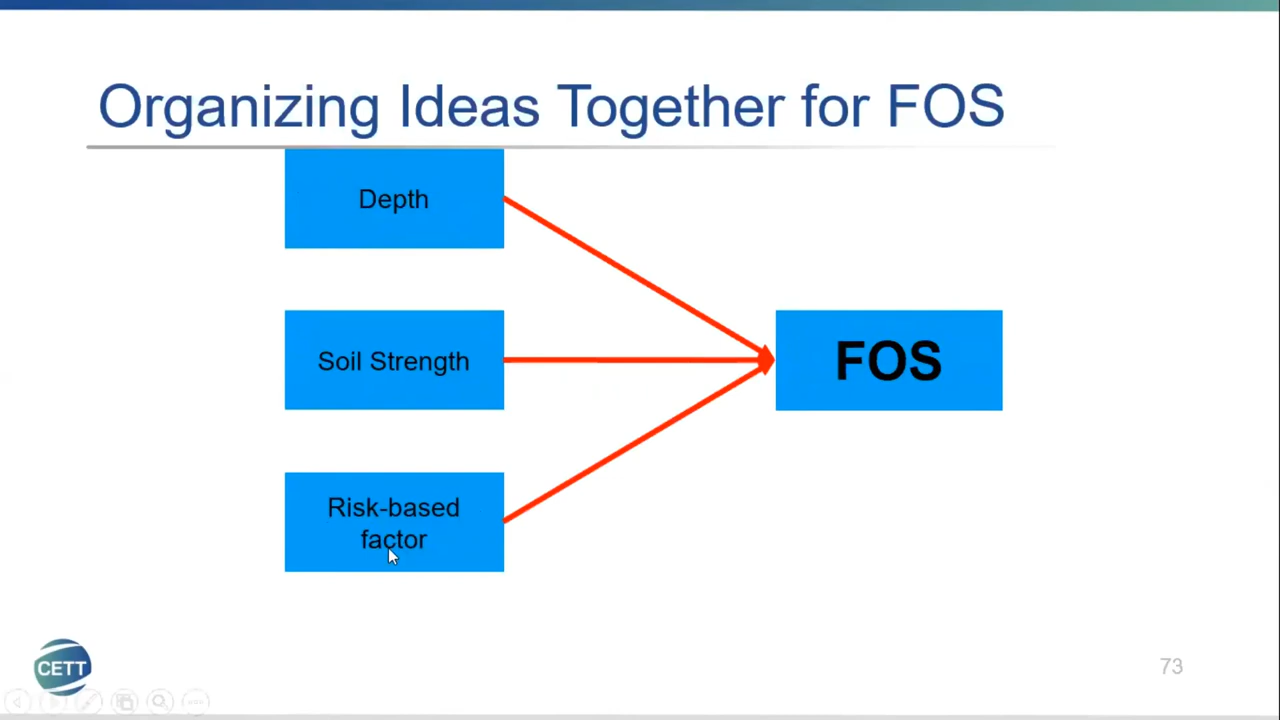 Organizing Ideas Together for FOS
Depth
Soil Strength
FOS
Risk-based
factor
CETT
73